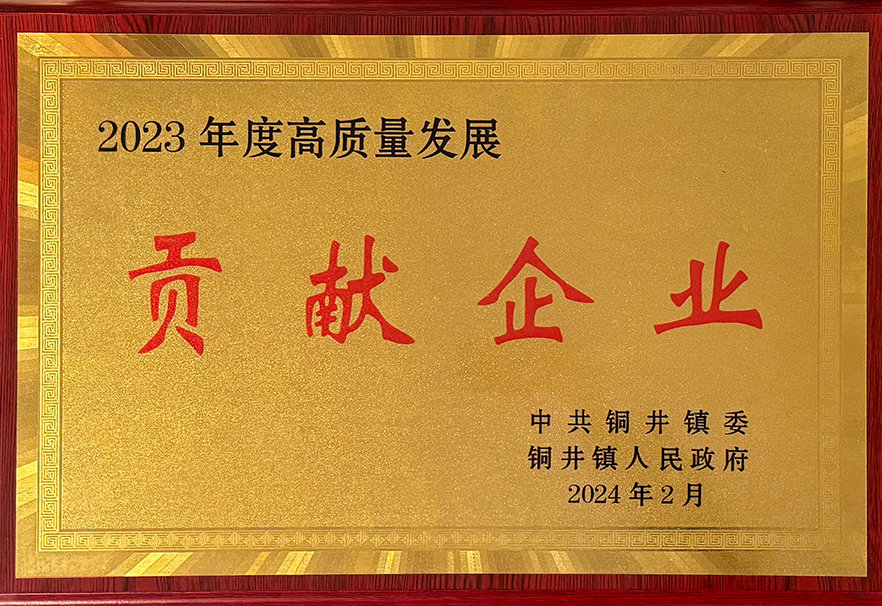 2023年度高质量发展
贡献企业
中共铜井镇委
铜井镇人民政府
2024年2月